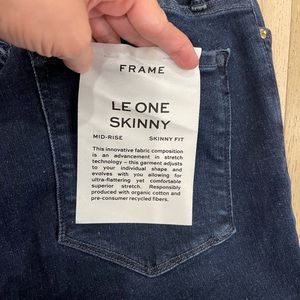 FRAME
LE ONE
SKINNY
MID-RISE SKINNY FIT
This innovative fabric composition
is an advancement in stretch
technology – this garment adjusts
to your individual shape and
evolves with you allowing for
ultra-flattering yet comfortable
superior stretch. Responsibly
produced with organic cotton and
pre-consumer recycled fibers.